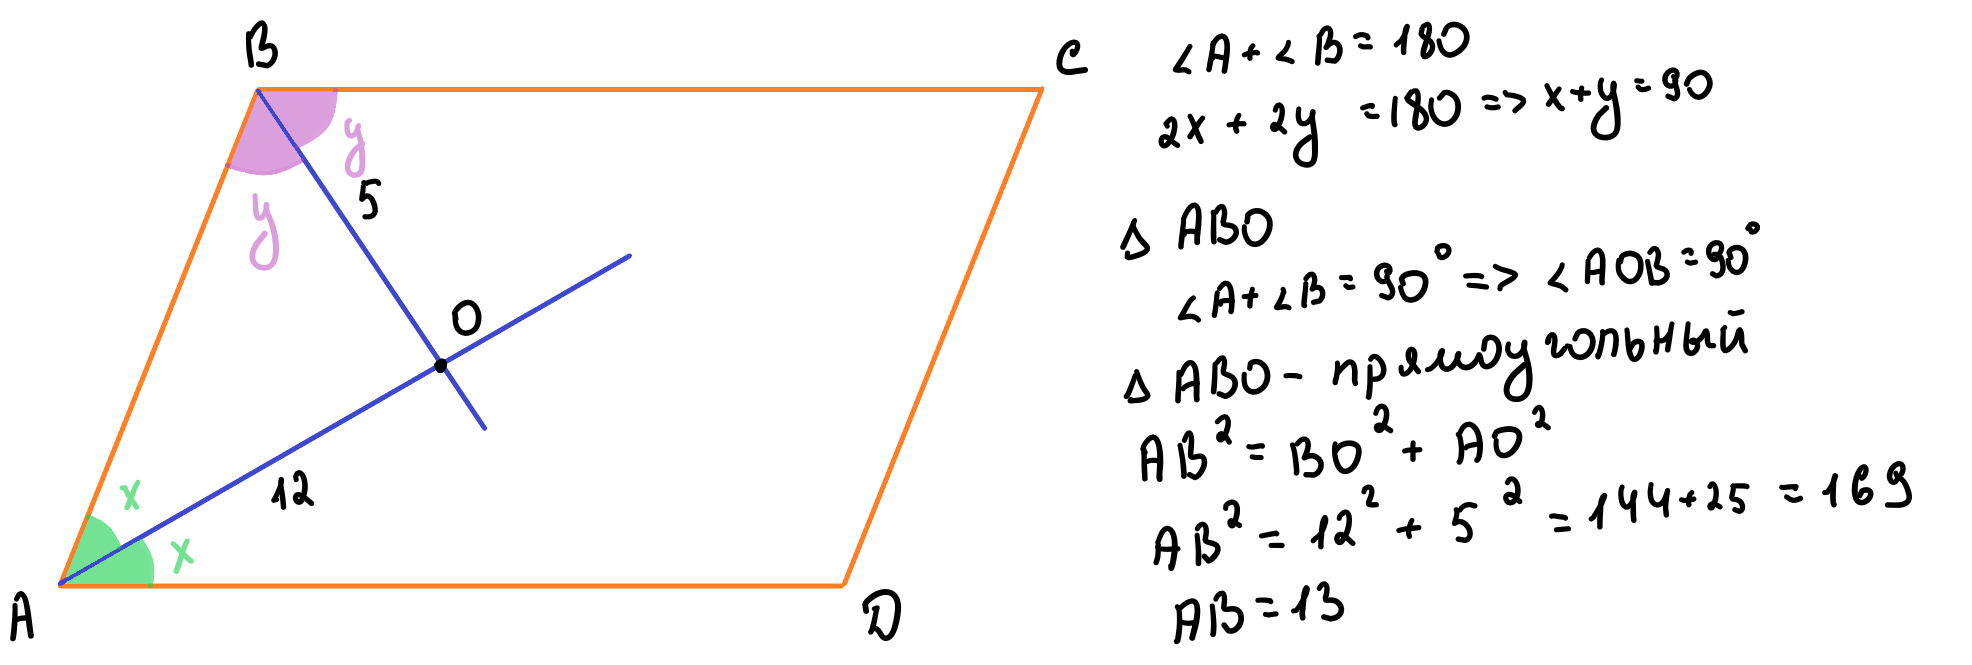 B
C
y
y
5
O
12
x
x
A
D
∠A + ∠B = 180
2x + 2y = 180 => x+y = 90
Δ ABO
∠A + ∠B = 90° => ∠AOB = 90°
Δ ABO - прямоугольный
AB² = BO² + AO²
AB² = 12² + 5² = 144+25 = 169
AB = 13